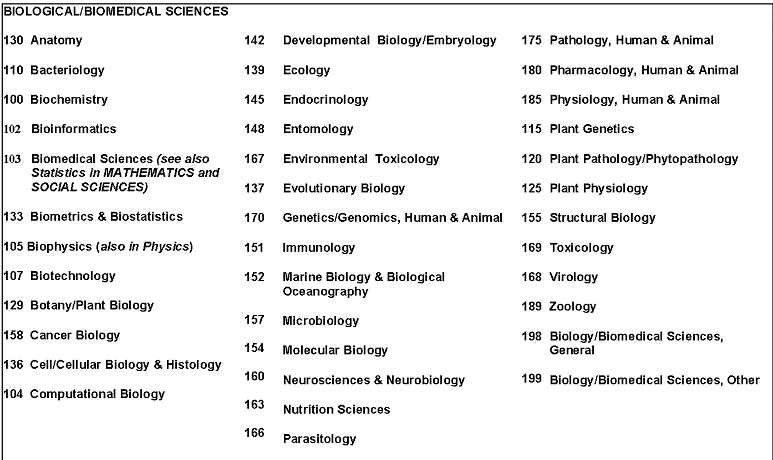 BIOLOGICAL/BIOMEDICAL SCIENCES
130 Anatomy
110 Bacteriology
100 Biochemistry
102 Bioinformatics
103 Biomedical Sciences (see also
Statistics in MATHEMATICS and
SOCIAL SCIENCES)
133 Biometrics & Biostatistics
105 Biophysics (also in Physics)
107 Biotechnology
129 Botany/Plant Biology
158 Cancer Biology
136 Cell/Cellular Biology & Histology
104 Computational Biology
142 Developmental Biology/Embryology
139 Ecology
145 Endocrinology
148 Entomology
167 Environmental Toxicology
137 Evolutionary Biology
170 Genetics/Genomics, Human & Animal
151 Immunology
152 Marine Biology & Biological
Oceanography
157 Microbiology
154 Molecular Biology
160 Neurosciences & Neurobiology
163 Nutrition Sciences
166 Parasitology
175 Pathology, Human & Animal
180 Pharmacology, Human & Animal
185 Physiology, Human & Animal
115 Plant Genetics
120 Plant Pathology/Phytopathology
125 Plant Physiology
155 Structural Biology
169 Toxicology
168 Virology
189 Zoology
198 Biology/Biomedical Sciences,
General
199 Biology/Biomedical Sciences, Other